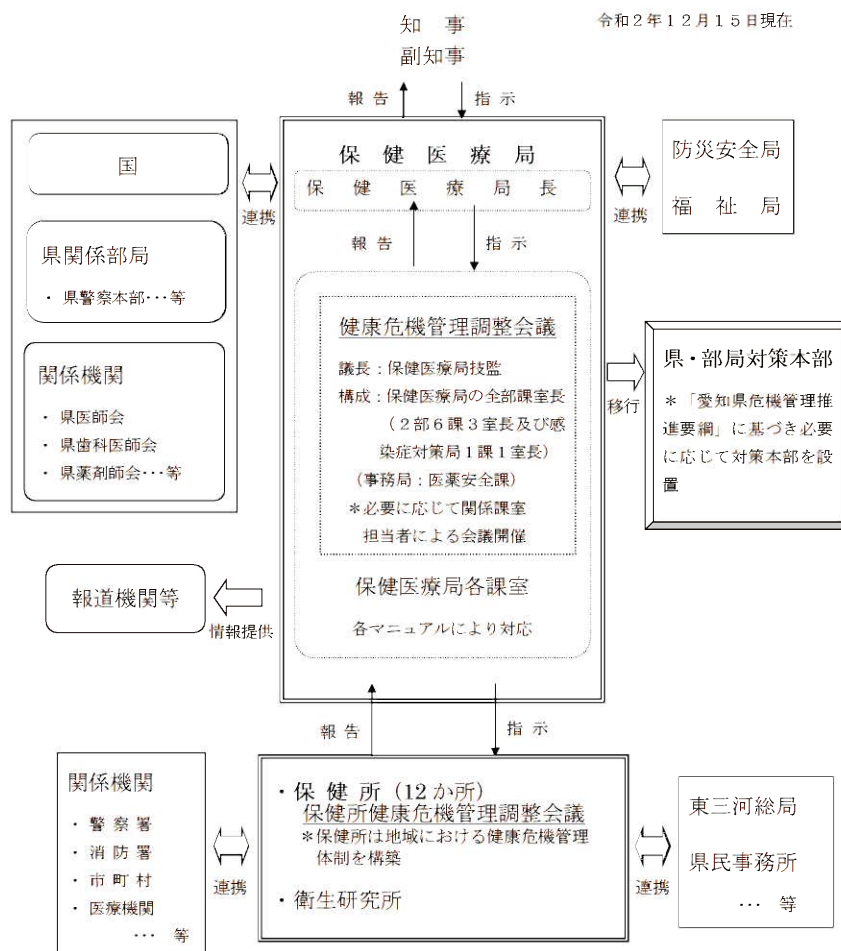 令和2年12月15日現在
知　事
副知事
報告
指示
国
県関係部局
・ 県警察本部…等
関係機関
・ 県医師会
・ 県歯科医師会
・ 県薬剤師会…等
連携
保健医療局
保健医療局長
報告
指示
健康危機管理調整会議
議長：保健医療局技監
構成：保健医療局の全部課室長
（2部6課3室長及び感
染症対策局1課1室長）
（事務局：医薬安全課）
＊必要に応じて関係課室
担当者による会議開催
保健医療局各課室
各マニュアルにより対応
連携
防災安全局
福祉局
移行
県・部局対策本部
＊「愛知県危機管理推
進要綱」に基づき必要
に応じて対策本部を設
置
報道機関等
情報提供
報告
指示
関係機関
・ 警察署
・ 消防署
・ 市町村
・ 医療機関
… 等
連携
・保健所（12か所）
保健所健康危機管理調整会議
＊保健所は地域における健康危機管理
体制を構築
・衛生研究所
連携
東三河総局
県民事務所
… 等